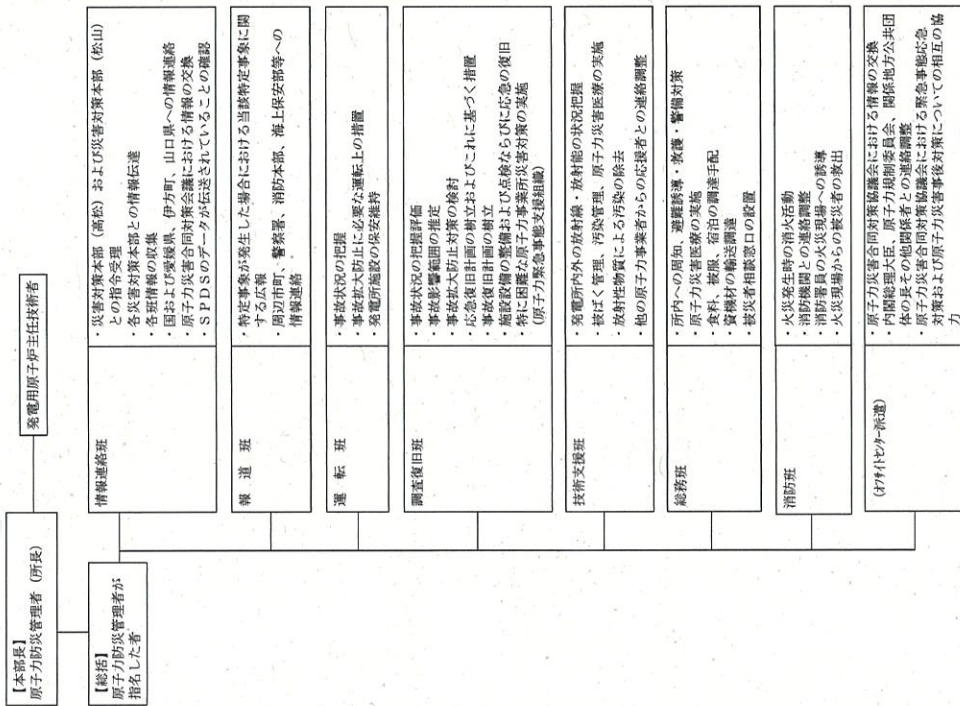 【本部長】
原子力防災管理者（所長）
発電用原子炉主任技術者
【総括】
原子力防災管理者が
指名した者
情報連絡班
・災害対策本部（高松）および災害対策本部（松山）
との指令受理
・各災害対策本部との情報伝達
・各班情報の収集
・国および愛媛県、伊方町、山口県への情報連絡
・原子力災害合同対策会議における情報の交換
・ＳＰＤＳのデータが伝送されていることの確認
報道班
・特定事象が発生した場合における当該特定事象に関
する広報
・周辺市町、警察署、消防本部、海上保安部等への
情報連絡
運転班
・事故状況の把握
・事故拡大防止に必要な運転上の措置
・発電所施設の保安維持
調査復旧班
・事故状況の把握評価
・事故影響範囲の推定
・事故拡大防止対策の検討
・応急復旧計画の樹立およびこれに基づく措置
・事故復旧計画の樹立
・施設設備の整備および点検ならびに応急の復旧
・特に困難な原子力事業所災害対策の実施
（原子力緊急事態支援組織）
技術支援班
・発電所内外の放射線・放射能の状況把握
・被ばく管理、汚染管理、原子力災害医療の実施
・放射性物質による汚染の除去
・他の原子力事業者からの応援者との連絡調整
総務班
・所内への周知、避難誘導・救護・警備対策
・原子力災害医療の実施
・食料、被服、宿泊の調達手配
・資機材の輸送調達
・被災者相談窓口の設置
消防班
・火災発生時の消火活動
・消防機関との連絡調整
・消防署員の火災現場への誘導
・火災現場からの被災者の救出
（オフサイトセンター派遣）
・原子力災害合同対策協議会における情報の交換
・内閣総理大臣、原子力規制委員会、関係地方公共団
体の長その他関係者との連絡調整
・原子力災害合同対策協議会における緊急事態応急
対策および原子力災害事後対策についての相互の協
力